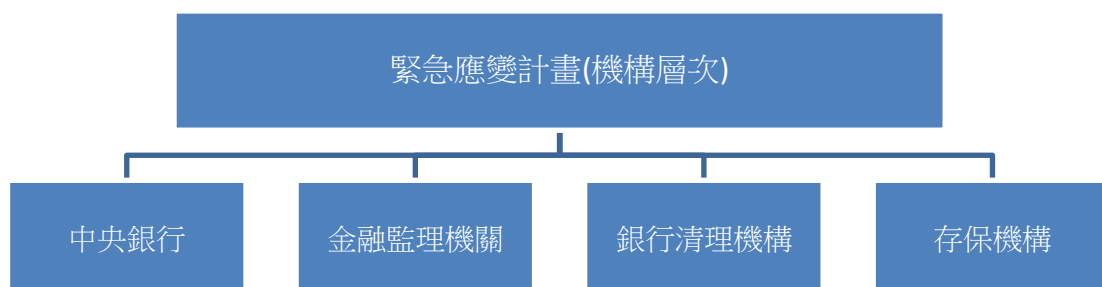 緊急應變計畫(機構層次)
中央銀行
金融監理機關
銀行清理機構
存保機構